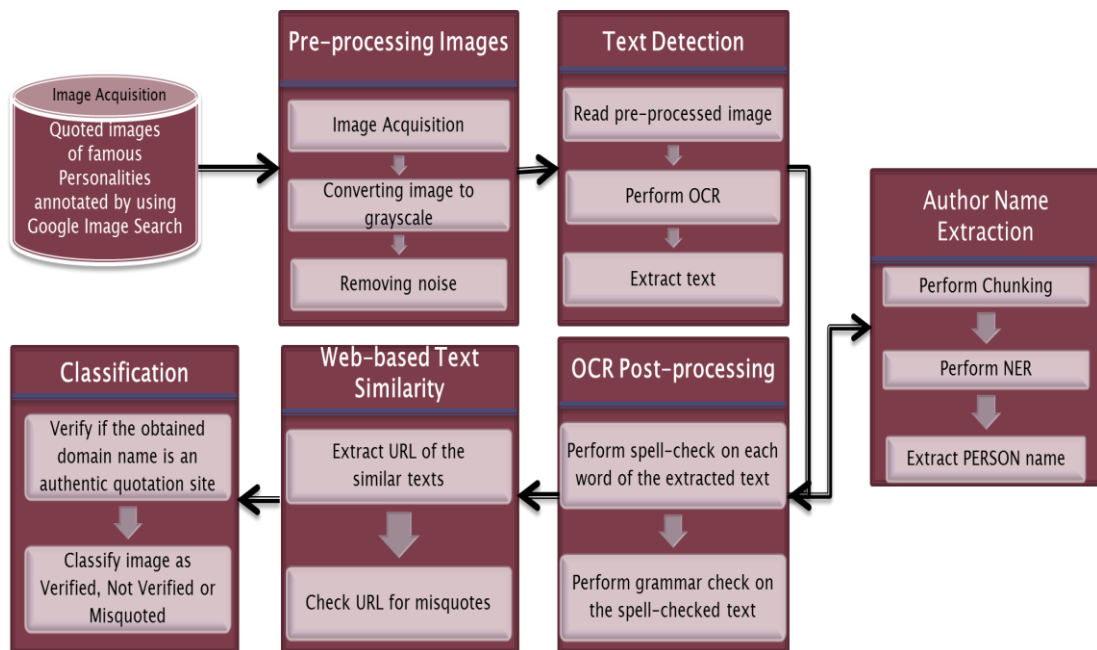 Image Acquisition
Quoted images
of famous
Personalities
annotated by using
Google Image Search
Pre-processing Images
Image Acquisition
Converting image to
grayscale
Removing noise
Text Detection
Read pre-processed image
Perform OCR
Extract text
Author Name
Extraction
Perform Chunking
Perform NER
Extract PERSON name
OCR Post-processing
Perform spell-check on each
word of the extracted text
Perform grammar check on
the spell-checked text
Web-based Text
Similarity
Extract URL of the
similar texts
Check URL for misquotes
Classification
Verify if the obtained
domain name is an
authentic quotation site
Classify image as
Verified, Not Verified or
Misquoted